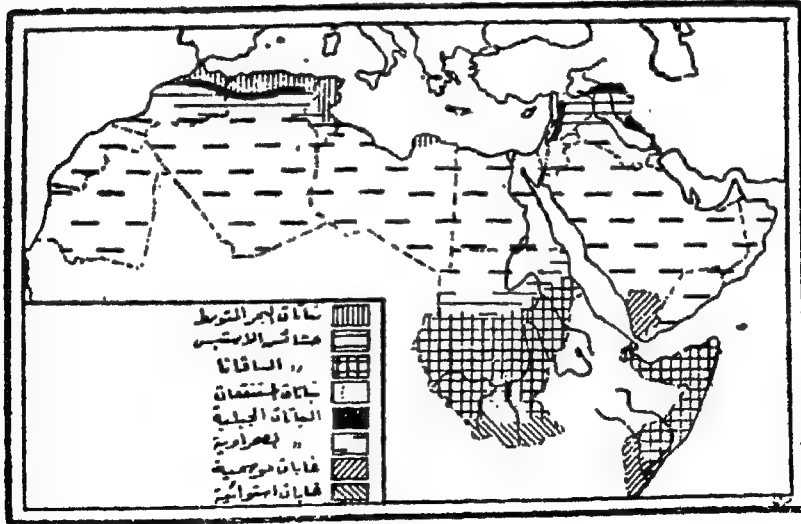 نباتات البحر المتوسط
حشائش الاستبس
" السافانا
نباتات المستنقعات
النباتات الجبلية
" الصحراوية
غابات موسمية
غابات استوائية